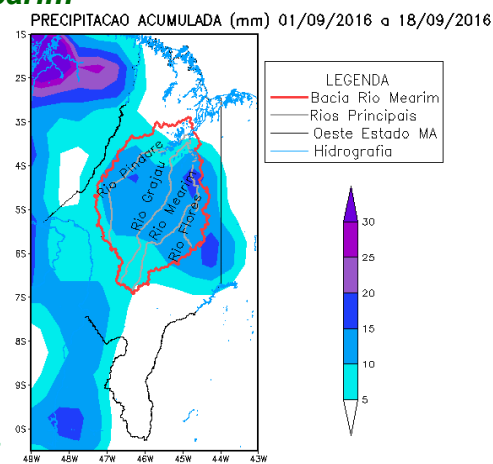 PRECIPITACAO ACUMULADA (mm) 01/09/2016 a 18/09/2016
LEGENDA
Bacia Rio Mearim
Rios Principais
Oeste Estado MA
Hidrografia
1S
2S
3S
4S
5S
6S
7S
8S
9S
0S
Rio Pindare
Rio Grajau
Rio Mearim
Rio Flores
30
25
20
15
10
5
49W 48W 47W 46W 45W 44W 43W